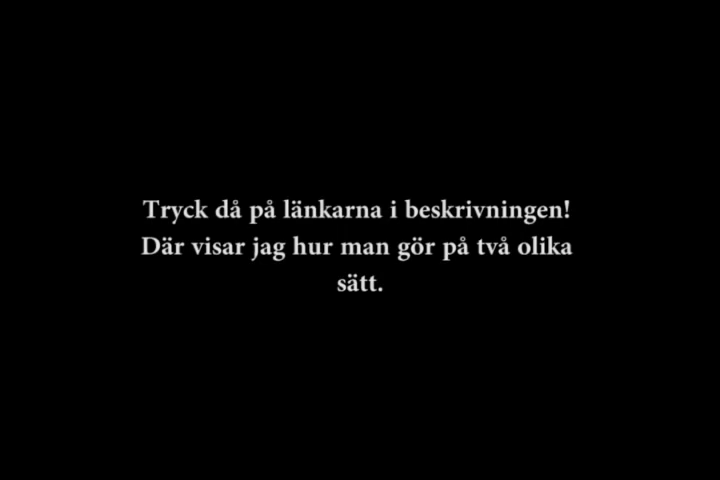 Tryck då på länkarna i beskrivningen!
Där visar jag hur man gör på två olika
sätt.